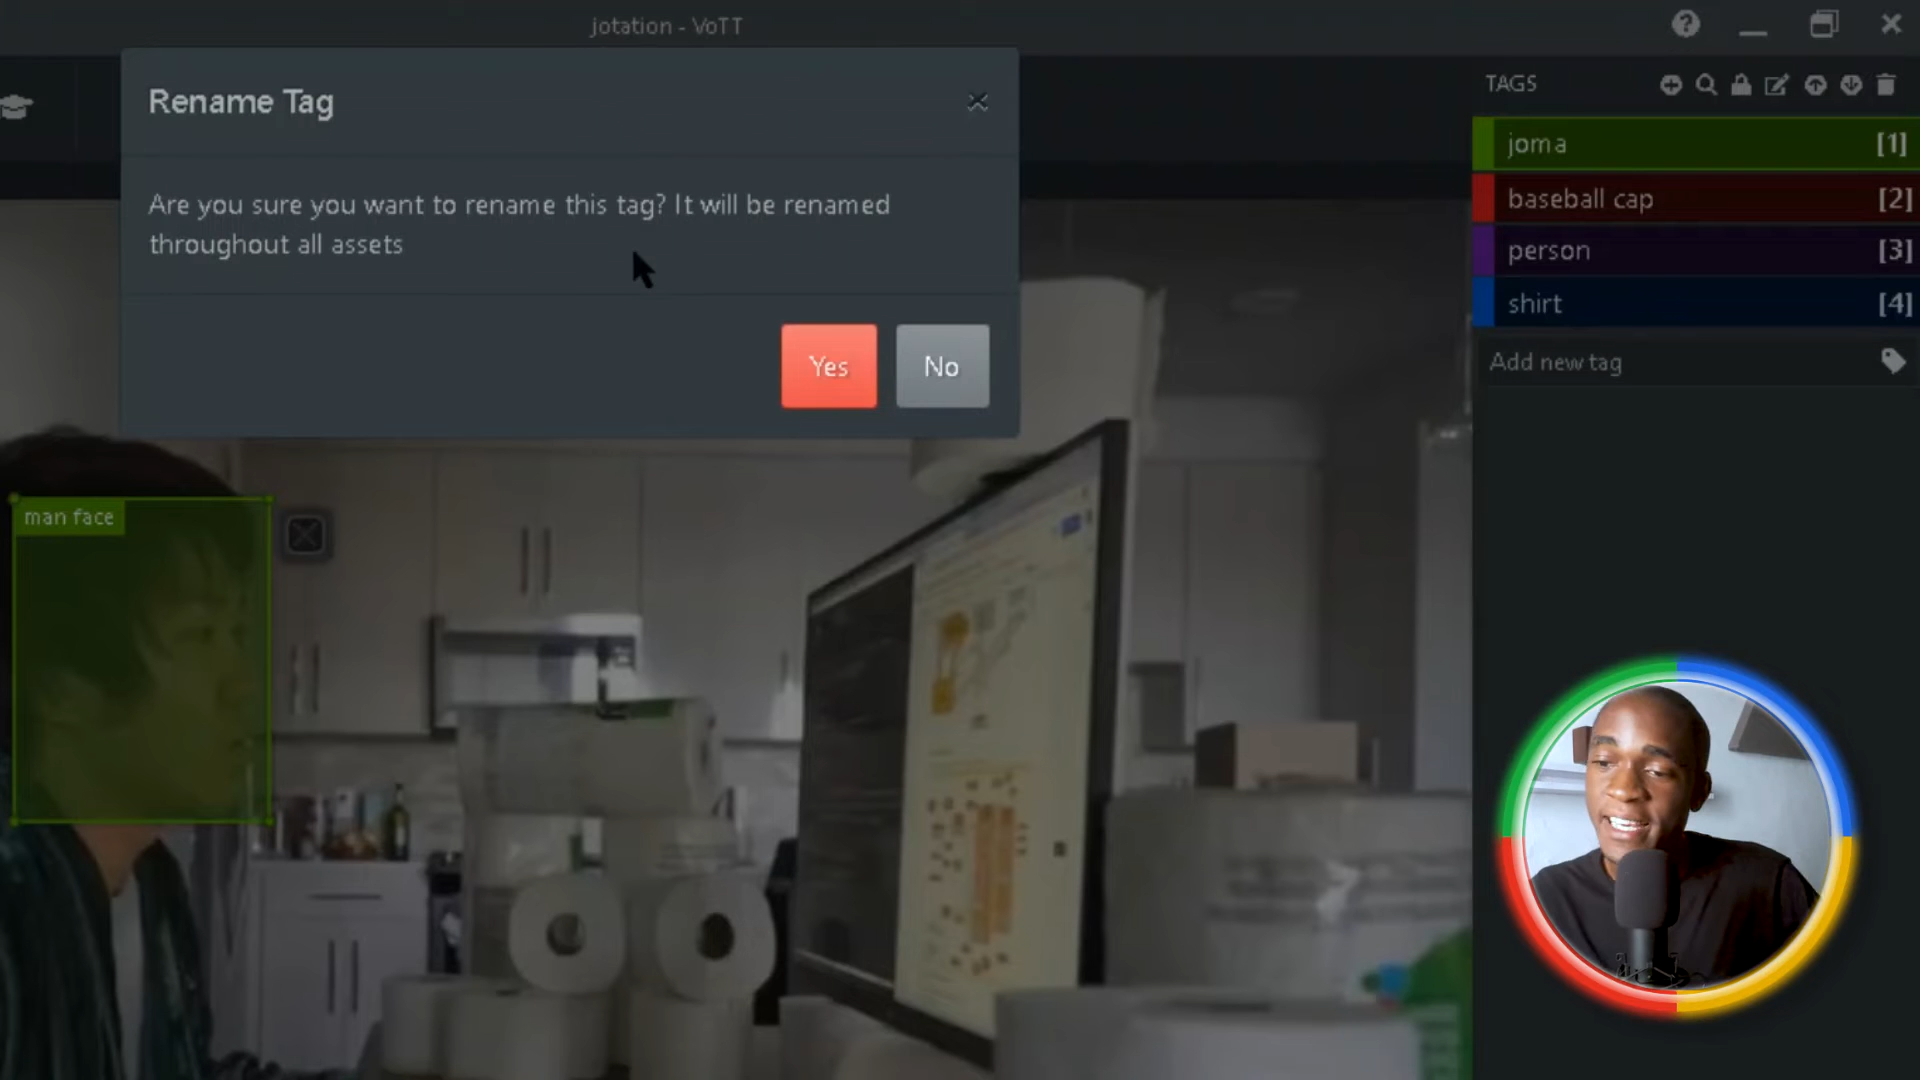 jotation - VoTT
Rename Tag
Are you sure you want to rename this tag? It will be renamed
throughout all assets
Yes
No
TAGS
joma [1]
baseball cap [2]
person [3]
shirt [4]
Add new tag
man face